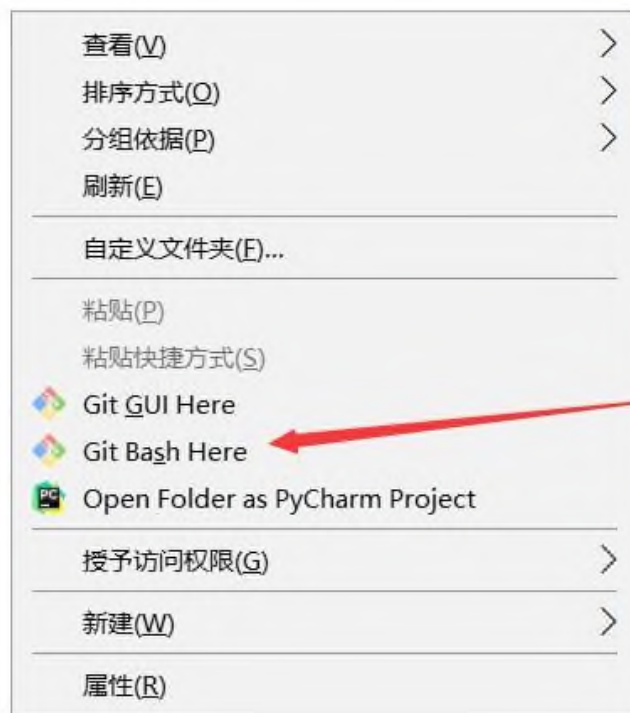 查看(V)
排序方式(O)
分组依据(P)
刷新(E)
自定义文件夹(F)...
粘贴(P)
粘贴快捷方式(S)
Git GUI Here
Git Bash Here
PC
Open Folder as PyCharm Project
授予访问权限(G)
新建(W)
属性(R)